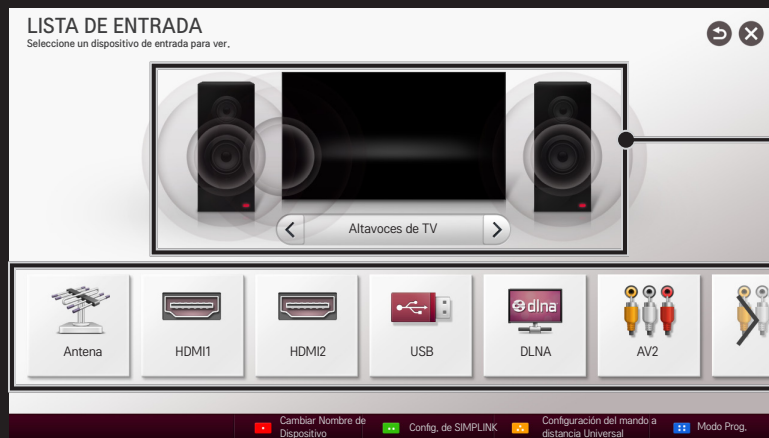 LISTA DE ENTRADA
Seleccione un dispositivo de entrada para ver.
Altavoces de TV
dlna
Antena
HDMI1
HDMI2
USB
DLNA
AV2
Cambiar Nombre de
Dispositivo
Config. de SIMPLINK
Configuración del mando a
distancia Universal
Modo Prog.